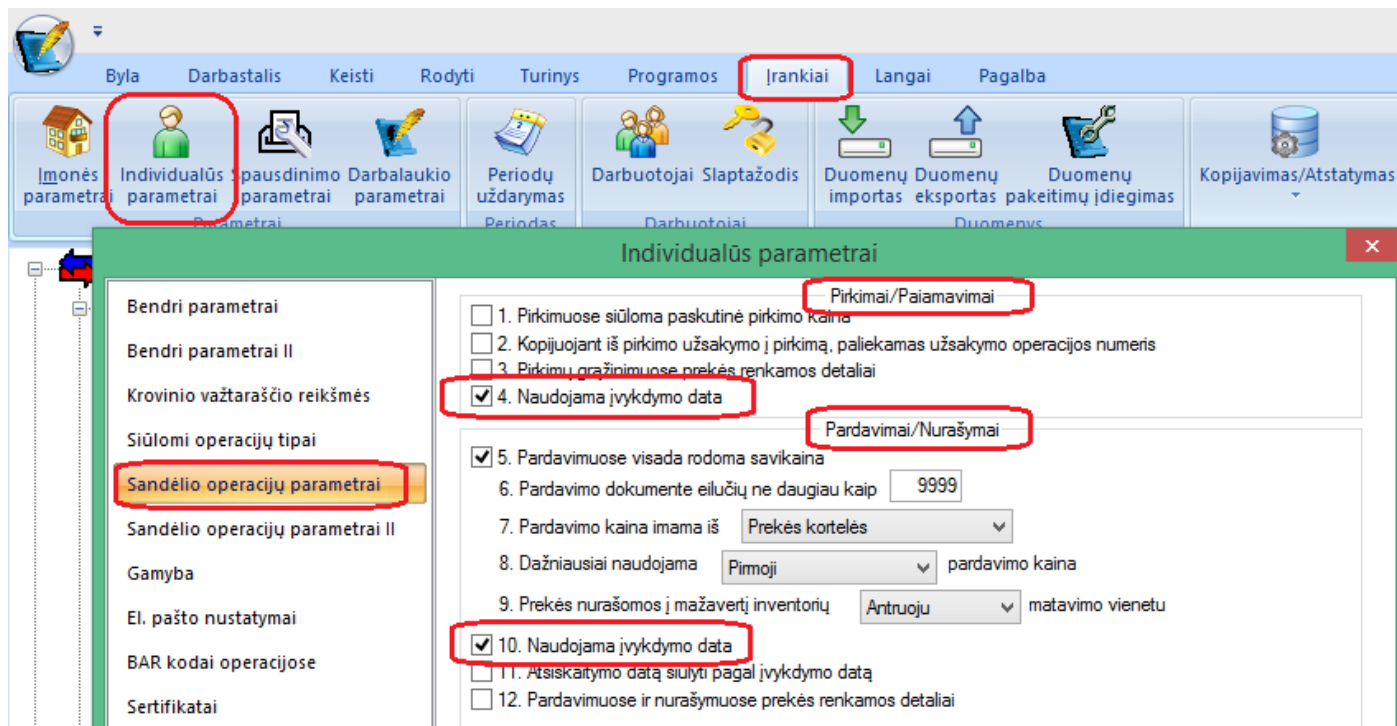 Byla Darbastalis Keisti Rodyti Turinys Programos Įrankiai Langai Pagalba
Įmonės parametrai
Individualūs parametrai
Spausdinimo parametrai
Darbalaukio parametrai
Periodų uždarymas
Darbuotojai
Slaptažodis
Duomenų importas
Duomenų eksportas
Duomenų pakeitimų įdiegimas
Kopijavimas/Atstatymas
Parametrai Periodas Darbuotojai Duomenys
Individualūs parametrai
Bendri parametrai
Bendri parametrai II
Krovinio važtaraščio reikšmės
Siūlomi operacijų tipai
Sandėlio operacijų parametrai
Sandėlio operacijų parametrai II
Gamyba
El. pašto nustatymai
BAR kodai operacijose
Sertifikatai
Pirkimai/Paiamavimai
1. Pirkimuose siūloma paskutinė pirkimo kaina
2. Kopijuojant iš pirkimo užsakymo į pirkimą, paliekamas užsakymo operacijos numeris
3. Pirkimų grąžinimuose prekės renkamos detaliai
4. Naudojama įvykdymo data
Pardavimai/Nurašymai
5. Pardavimuose visada rodoma savikaina
6. Pardavimo dokumente eilučių ne daugiau kaip 9999
7. Pardavimo kaina imama iš Prekės kortelės
8. Dažniausiai naudojama Pirmoji pardavimo kaina
9. Prekės nurašomos į mažavertį inventorių Antruoju matavimo vienetu
10. Naudojama įvykdymo data
11. Atsiskaitymo datą siūlyti pagal įvykdymo datą
12. Pardavimuose ir nurašymuose prekės renkamos detaliai